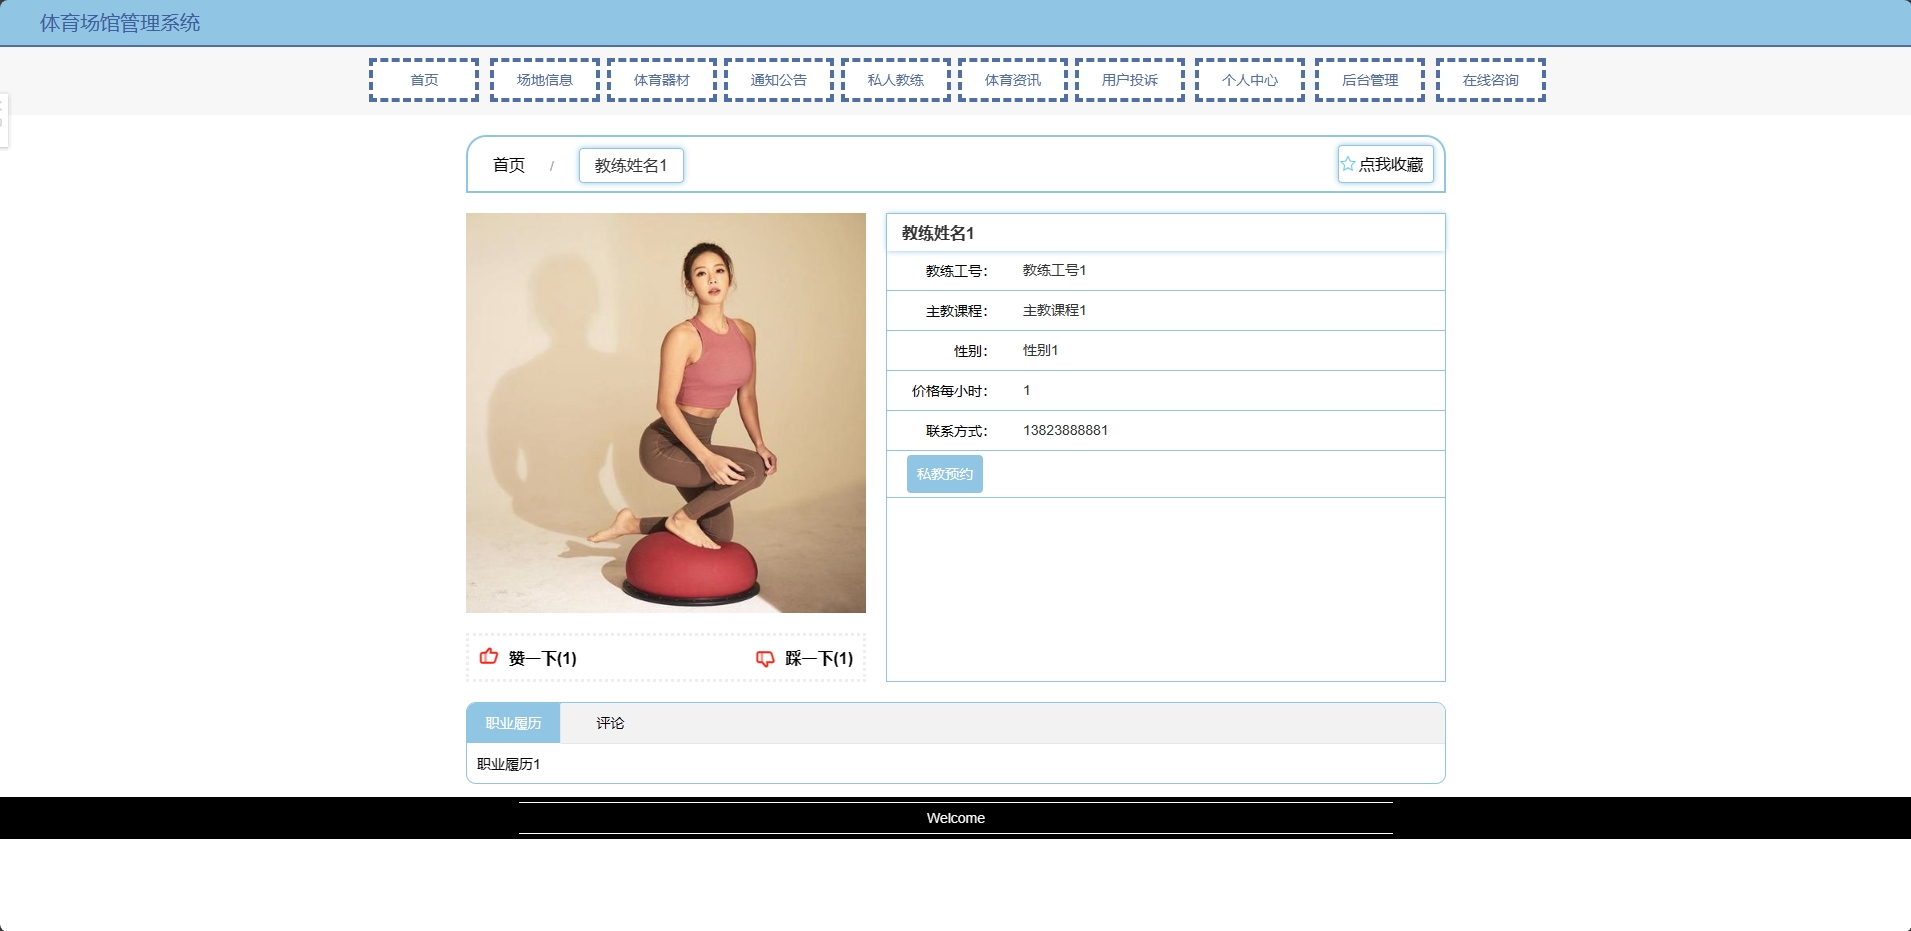 体育场馆管理系统
首页 场地信息 体育器材 通知公告 私人教练 体育资讯 用户投诉 个人中心 后台管理 在线咨询
首页 / 教练姓名1 点我收藏
教练姓名1
教练工号： 教练工号1
主教课程： 主教课程1
性别： 性别1
价格每小时： 1
联系方式： 13823888881
私教预约
赞一下(1) 踩一下(1)
职业履历 评论
职业履历1
Welcome